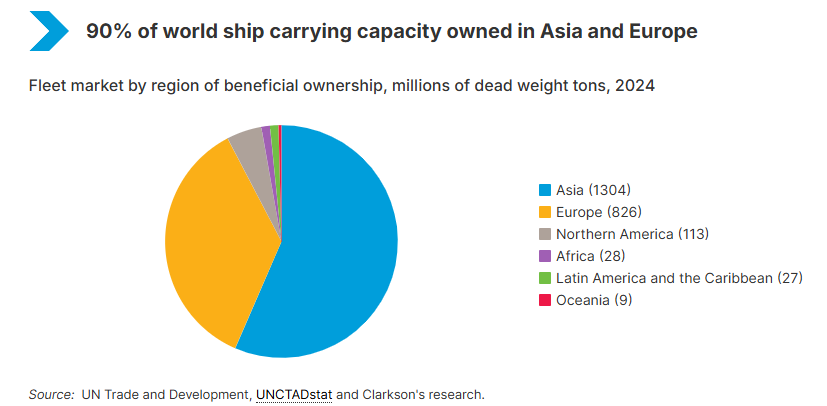 90% of world ship carrying capacity owned in Asia and Europe
Fleet market by region of beneficial ownership, millions of dead weight tons, 2024
Asia (1304)
Europe (826)
Northern America (113)
Africa (28)
Latin America and the Caribbean (27)
Oceania (9)
Source: UN Trade and Development, UNCTADstat and Clarkson's research.